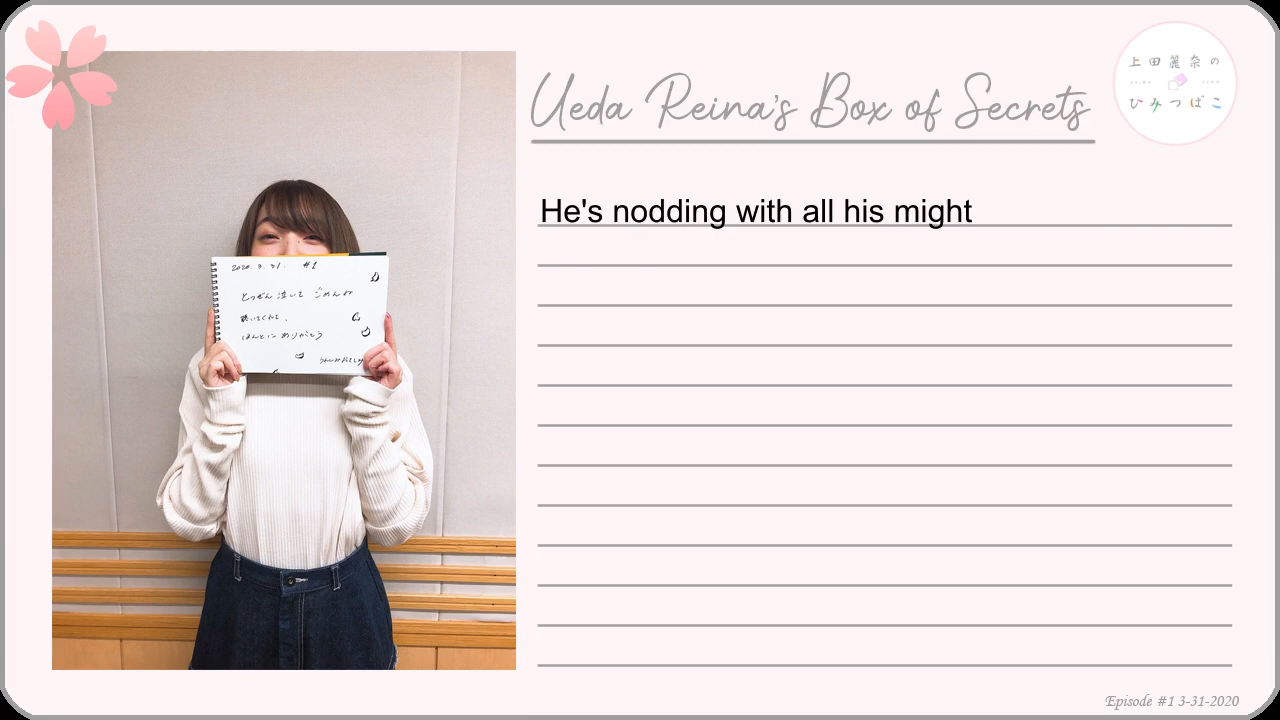 Ueda Reina's Box of Secrets
上田麗奈の
ひみつばこ
He's nodding with all his might
2020. 3. 31. #1
とつぜん泣いて ごめんね
聴いてくれて、
ほんとに ありがとう
Episode #1 3-31-2020